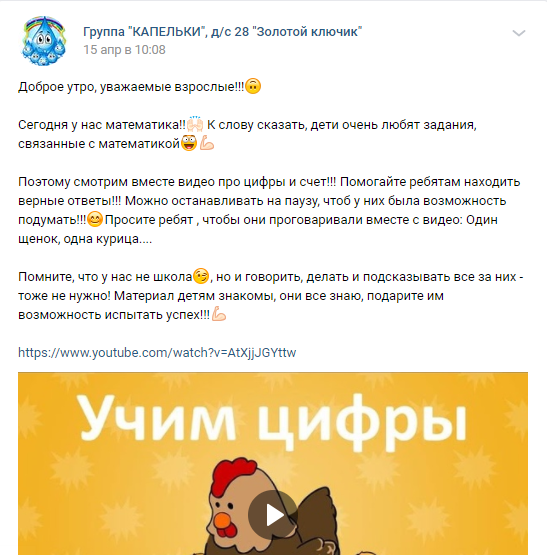 Группа "КАПЕЛЬКИ", д/с 28 "Золотой ключик"
15 апр в 10:08
Доброе утро, уважаемые взрослые!!!🙃
Сегодня у нас математика!!🙌🏻 К слову сказать, дети очень любят задания,
связанные с математикой😄💪🏻
Поэтому смотрим вместе видео про цифры и счет!!! Помогайте ребятам находить
верные ответы!!! Можно останавливать на паузу, чтоб у них была возможность
подумать!!!😊Просите ребят , чтобы они проговаривали вместе с видео: Один
щенок, одна курица....
Помните, что у нас не школа😉, но и говорить, делать и подсказывать все за них -
тоже не нужно! Материал детям знакомы, они все знаю, подарите им
возможность испытать успех!!!💪🏻
https://www.youtube.com/watch?v=AtXjjJGYttw
Учим цифры